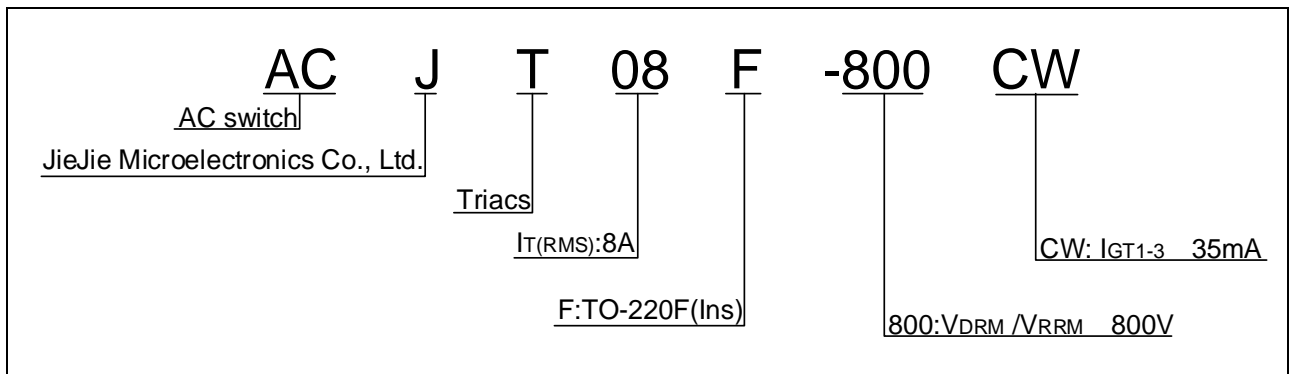 AC J T 08 F -800 CW
AC switch
JieJie Microelectronics Co., Ltd.
Triacs
IT(RMS):8A
CW: IGT1-3 35mA
F:TO-220F(Ins)
800:VDRM /VRRM 800V